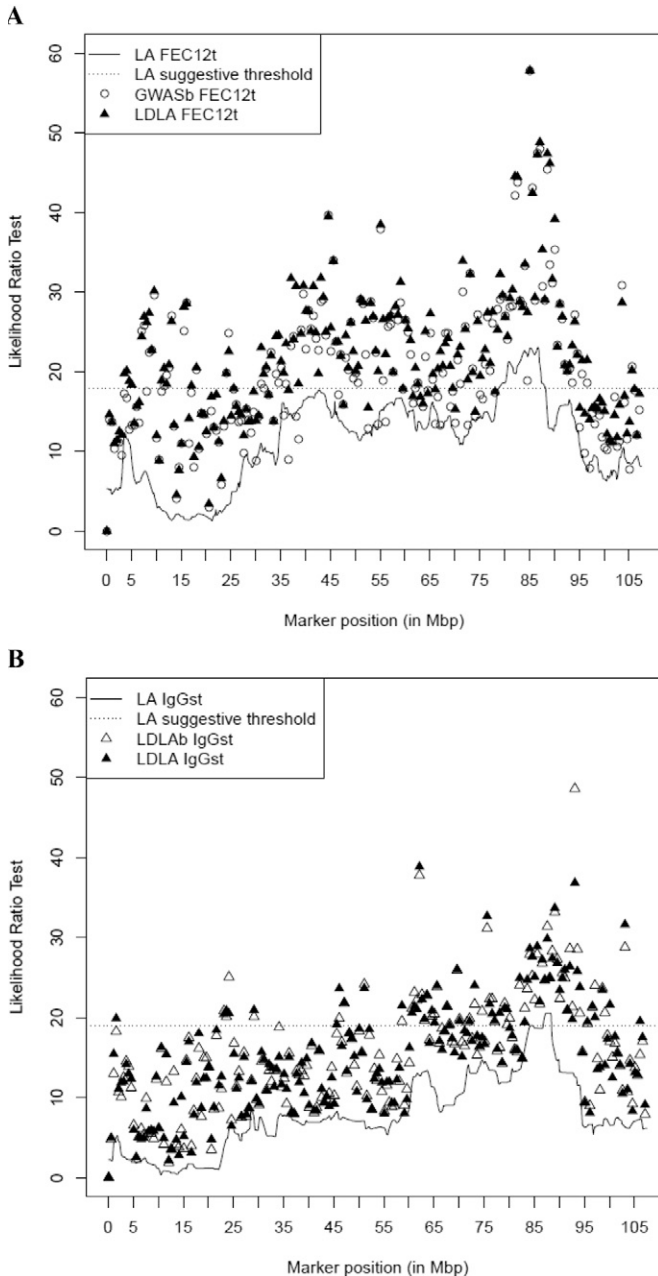 A
LA FEC12t
LA suggestive threshold
GWASb FEC12t
LDLA FEC12t
Likelihood Ratio Test
60
50
40
30
20
10
0
0 5 15 25 35 45 55 65 75 85 95 105
Marker position (in Mbp)
B
LA IgGst
LA suggestive threshold
LDLAb IgGst
LDLA IgGst
Likelihood Ratio Test
60
50
40
30
20
10
0
0 5 15 25 35 45 55 65 75 85 95 105
Marker position (in Mbp)